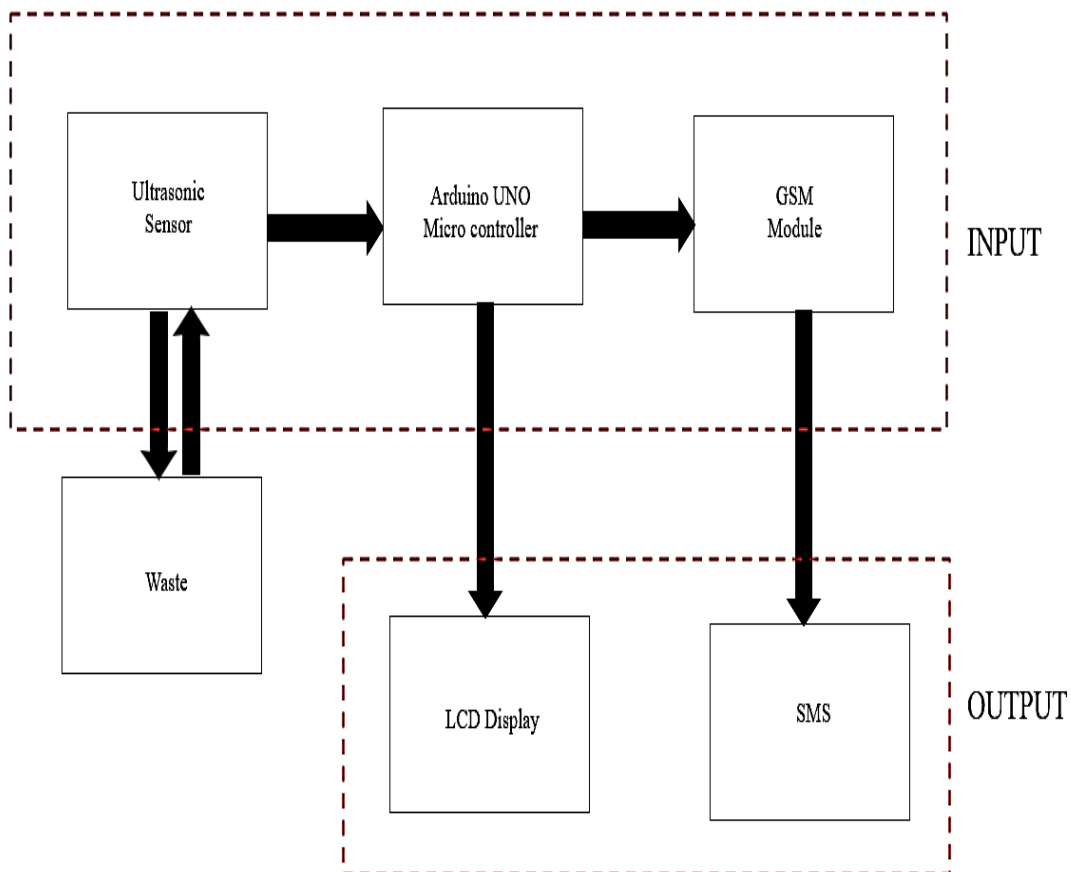 Ultrasonic
Sensor
Arduino UNO
Micro controller
GSM
Module
INPUT
Waste
LCD Display
SMS
OUTPUT